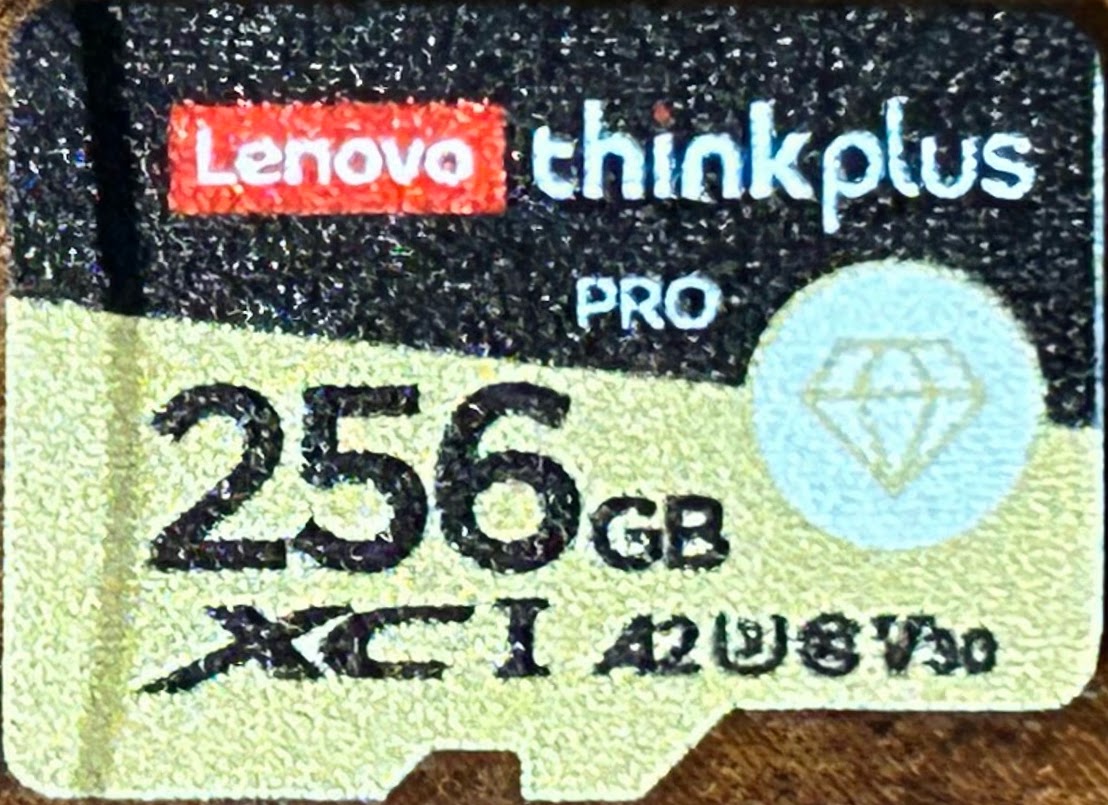 Lenovo thinkplus
PRO
256GB
XC I A2 U3 V30